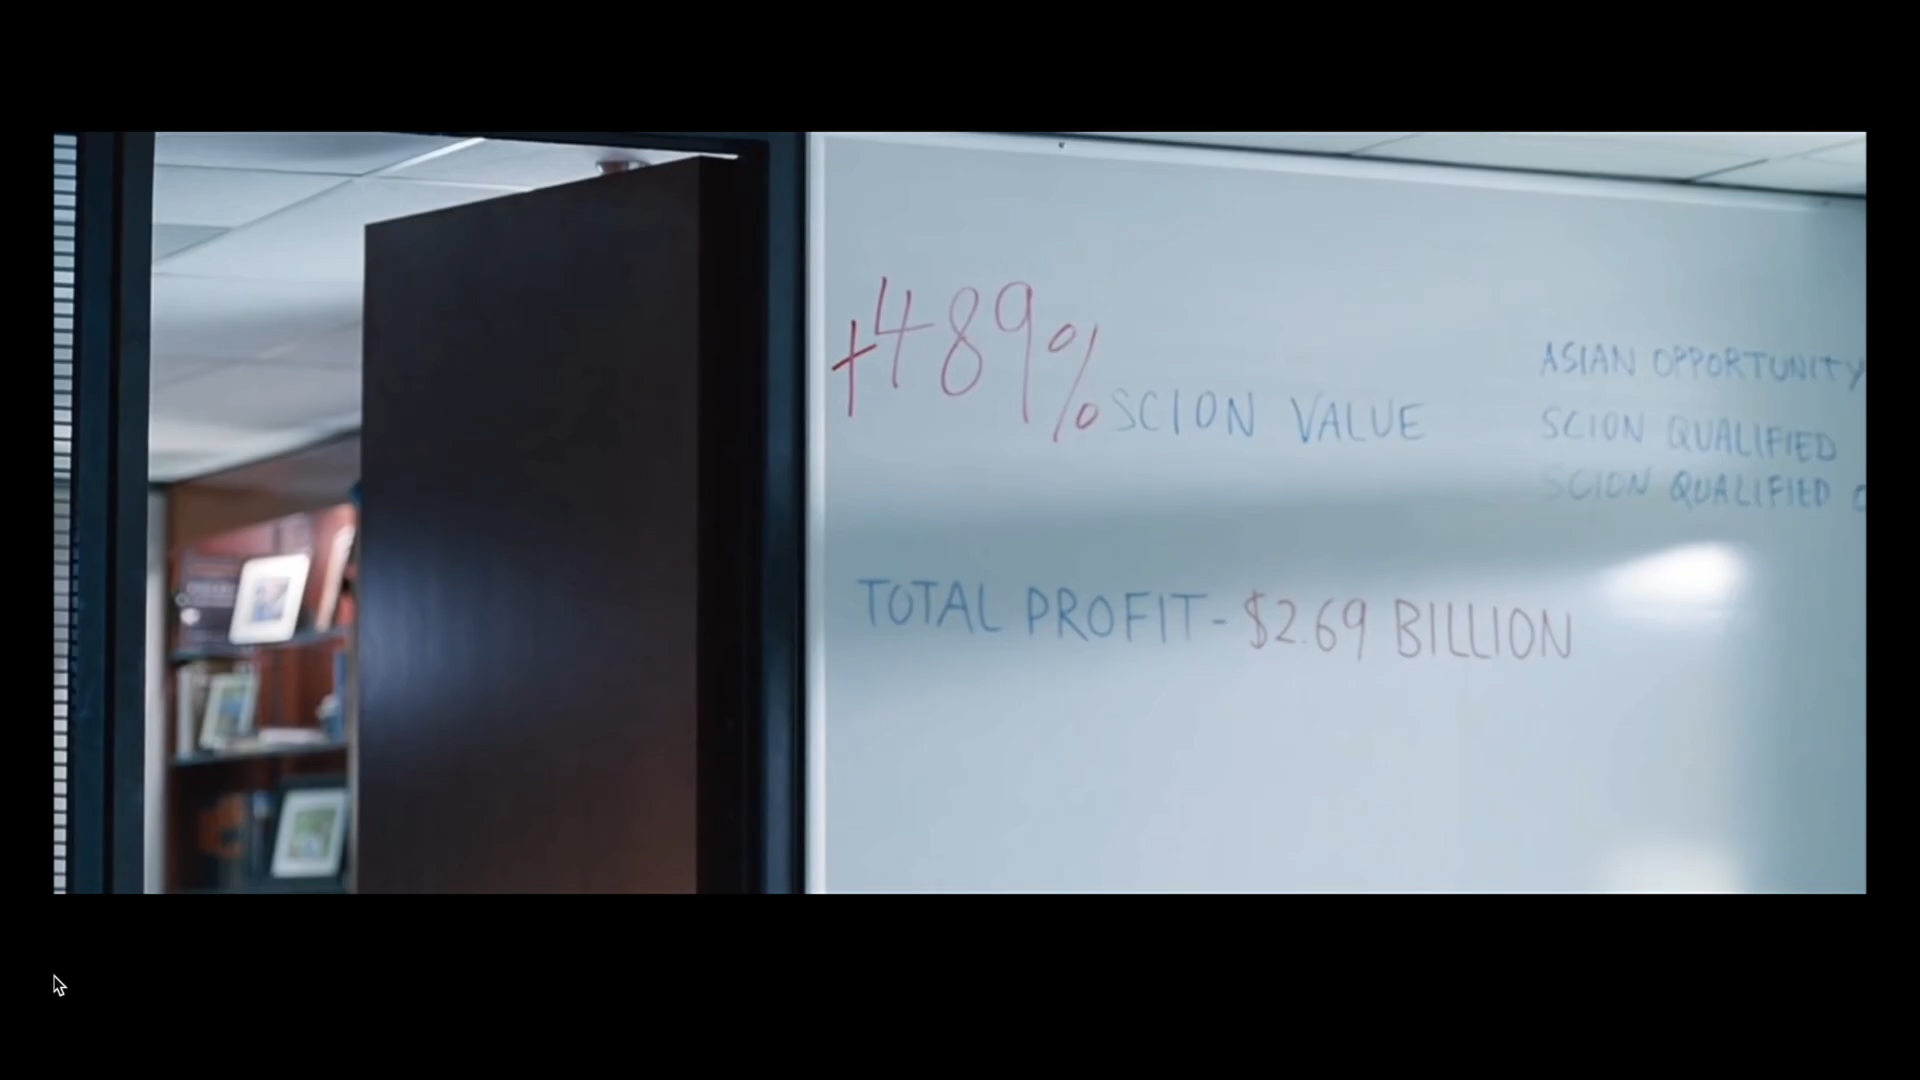 +489% SCION VALUE
TOTAL PROFIT - $2.69 BILLION
ASIAN OPPORTUNITY
SCION QUALIFIED
SCION QUALIFIED